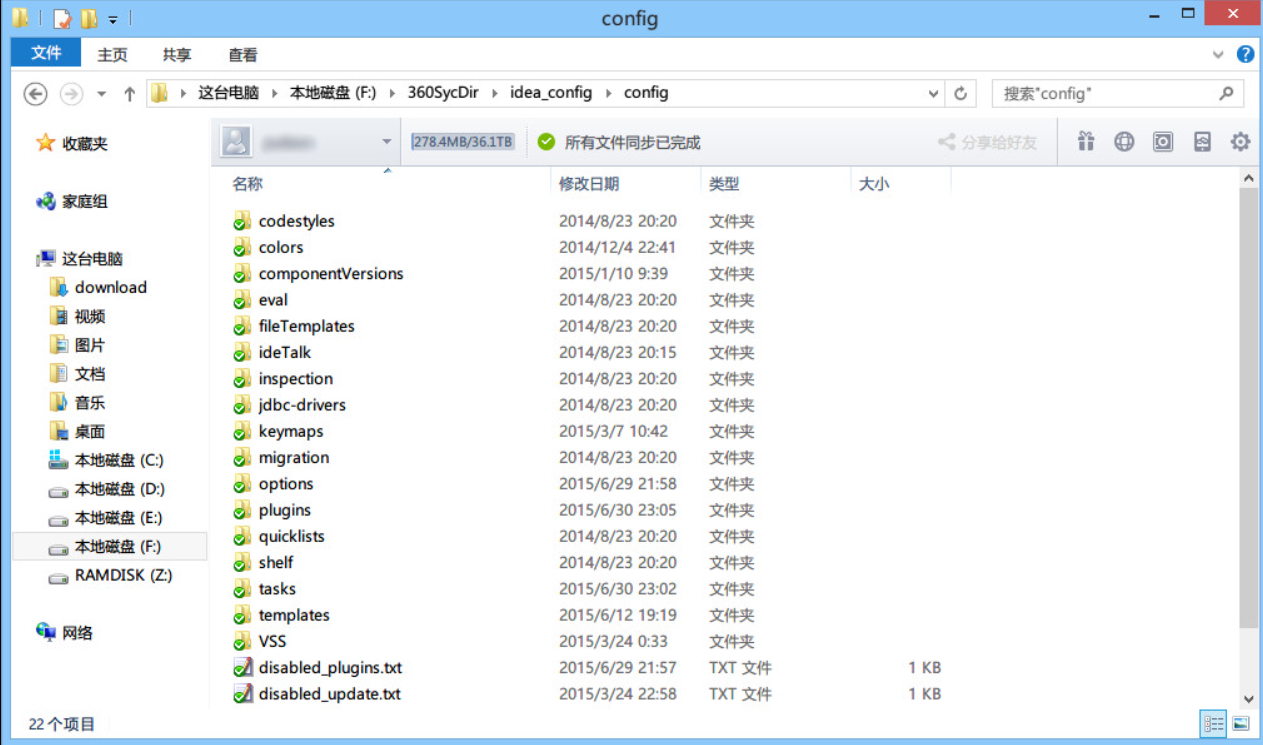 config
文件 主页 共享 查看
这台电脑 本地磁盘 (F:) 360SycDir idea_config config 搜索"config"
收藏夹
家庭组
这台电脑
download
视频
图片
文档
音乐
桌面
本地磁盘 (C:)
本地磁盘 (D:)
本地磁盘 (E:)
本地磁盘 (F:)
RAMDISK (Z:)
网络
278.4MB/36.1TB 所有文件同步已完成 分享给好友
名称 修改日期 类型 大小
codestyles 2014/8/23 20:20 文件夹
colors 2014/12/4 22:41 文件夹
componentVersions 2015/1/10 9:39 文件夹
eval 2014/8/23 20:20 文件夹
fileTemplates 2014/8/23 20:20 文件夹
ideTalk 2014/8/23 20:15 文件夹
inspection 2014/8/23 20:20 文件夹
jdbc-drivers 2014/8/23 20:20 文件夹
keymaps 2015/3/7 10:42 文件夹
migration 2014/8/23 20:20 文件夹
options 2015/6/29 21:58 文件夹
plugins 2015/6/30 23:05 文件夹
quicklists 2014/8/23 20:20 文件夹
shelf 2014/8/23 20:20 文件夹
tasks 2015/6/30 23:02 文件夹
templates 2015/6/12 19:19 文件夹
VSS 2015/3/24 0:33 文件夹
disabled_plugins.txt 2015/6/29 21:57 TXT 文件 1 KB
disabled_update.txt 2015/3/24 22:58 TXT 文件 1 KB
22 个项目